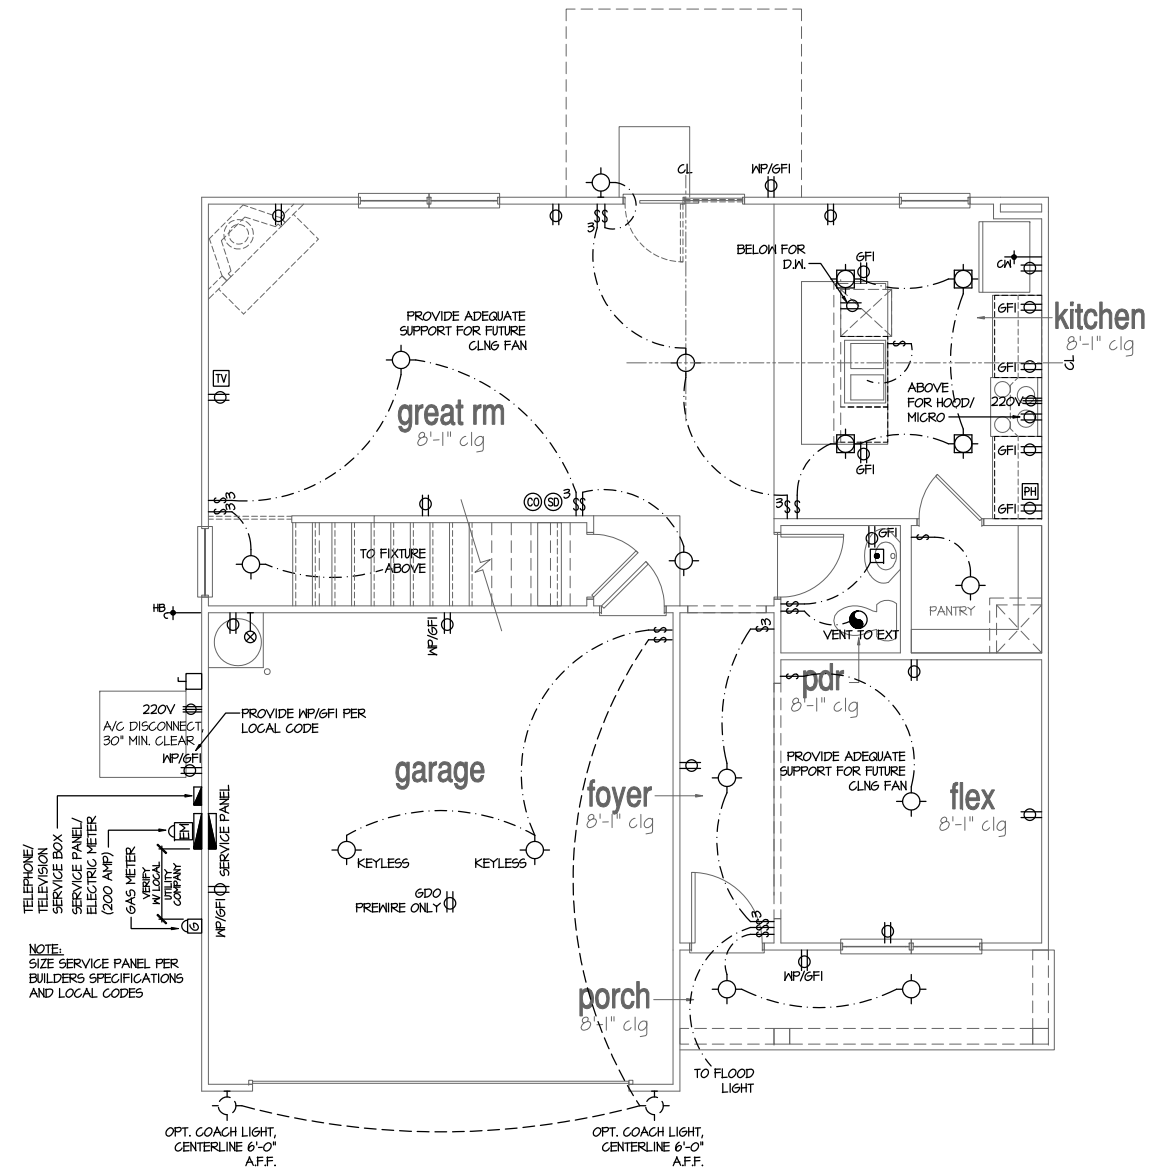 CL
WP/GFI
3
BELOW FOR
D.W.
GFI
CW
PROVIDE ADEQUATE
SUPPORT FOR FUTURE
CLNG FAN
GFI
kitchen
8'-1" clg
CL
TV
GFI
ABOVE
FOR HOOD/
MICRO
220V
great rm
8'-1" clg
GFI
GFI
PH
GFI
3
3
CO
SD
3
3
TO FIXTURE
ABOVE
GFI
PANTRY
HB
C
WP/GFI
3
VENT TO EXT
pdr
8'-1" clg
220V
A/C DISCONNECT,
30" MIN. CLEAR
WP/GFI
PROVIDE WP/GFI PER
LOCAL CODE
PROVIDE ADEQUATE
SUPPORT FOR FUTURE
CLNG FAN
garage
foyer
8'-1" clg
flex
8'-1" clg
TELEPHONE/
TELEVISION
SERVICE BOX
SERVICE PANEL/
ELECTRIC METER
(200 AMP)
GAS METER
VERIFY
W/ LOCAL
UTILITY
COMPANY
EM
G
SERVICE PANEL
WP/GFI
KEYLESS
KEYLESS
GDO
PREWIRE ONLY
3
NOTE:
SIZE SERVICE PANEL PER
BUILDERS SPECIFICATIONS
AND LOCAL CODES
WP/GFI
porch
8'-1" clg
TO FLOOD
LIGHT
OPT. COACH LIGHT,
CENTERLINE 6'-0"
A.F.F.
OPT. COACH LIGHT,
CENTERLINE 6'-0"
A.F.F.